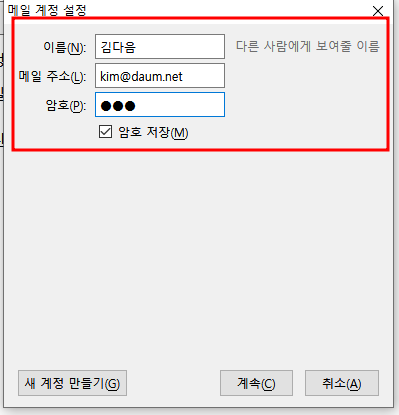 메일 계정 설정
이름(N): 김다음 다른 사람에게 보여줄 이름
메일 주소(L): kim@daum.net
암호(P): ●●●
암호 저장(M)
새 계정 만들기(G) 계속(C) 취소(A)